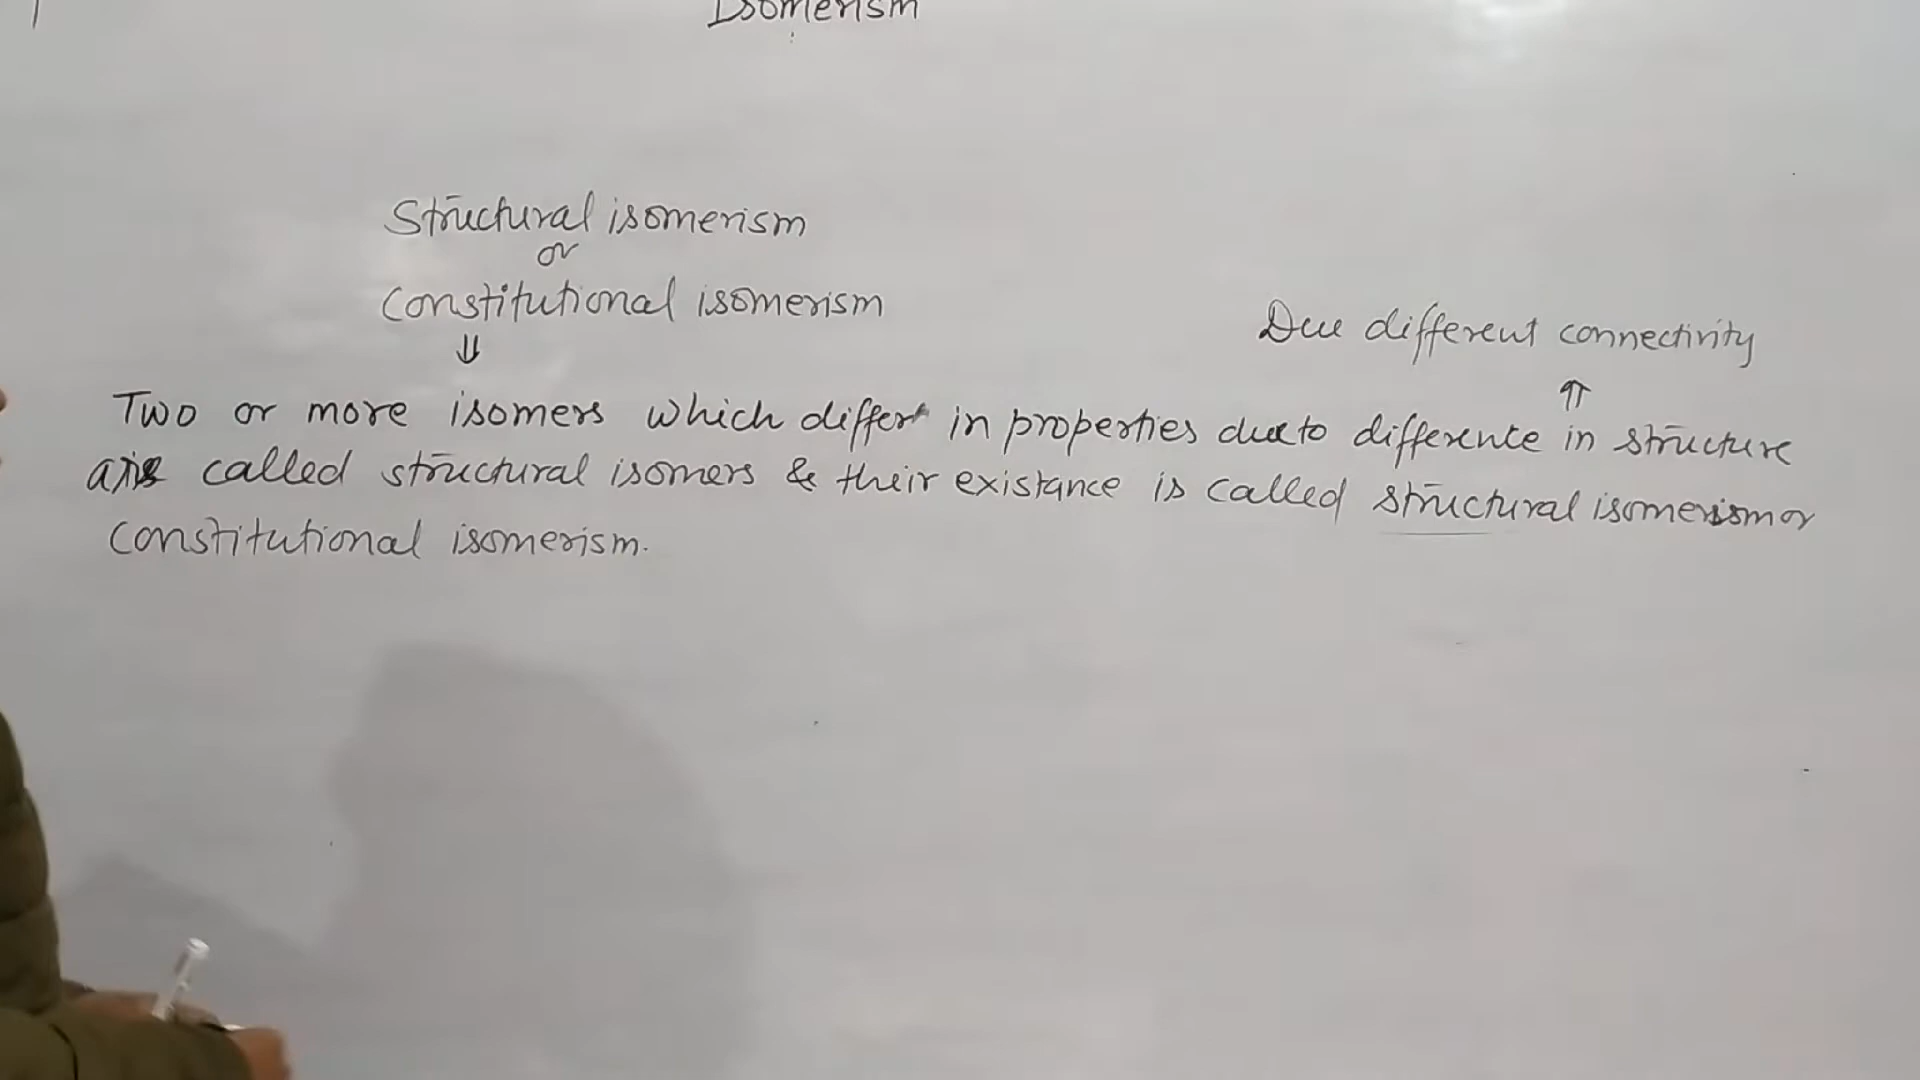 Isomerism
Structural isomerism
or
Constitutional isomerism
⇓
Due different connectivity
⇑
Two or more isomers which differ in properties due to difference in structure
are called structural isomers & their existance is called structural isomerism or
Constitutional isomerism.